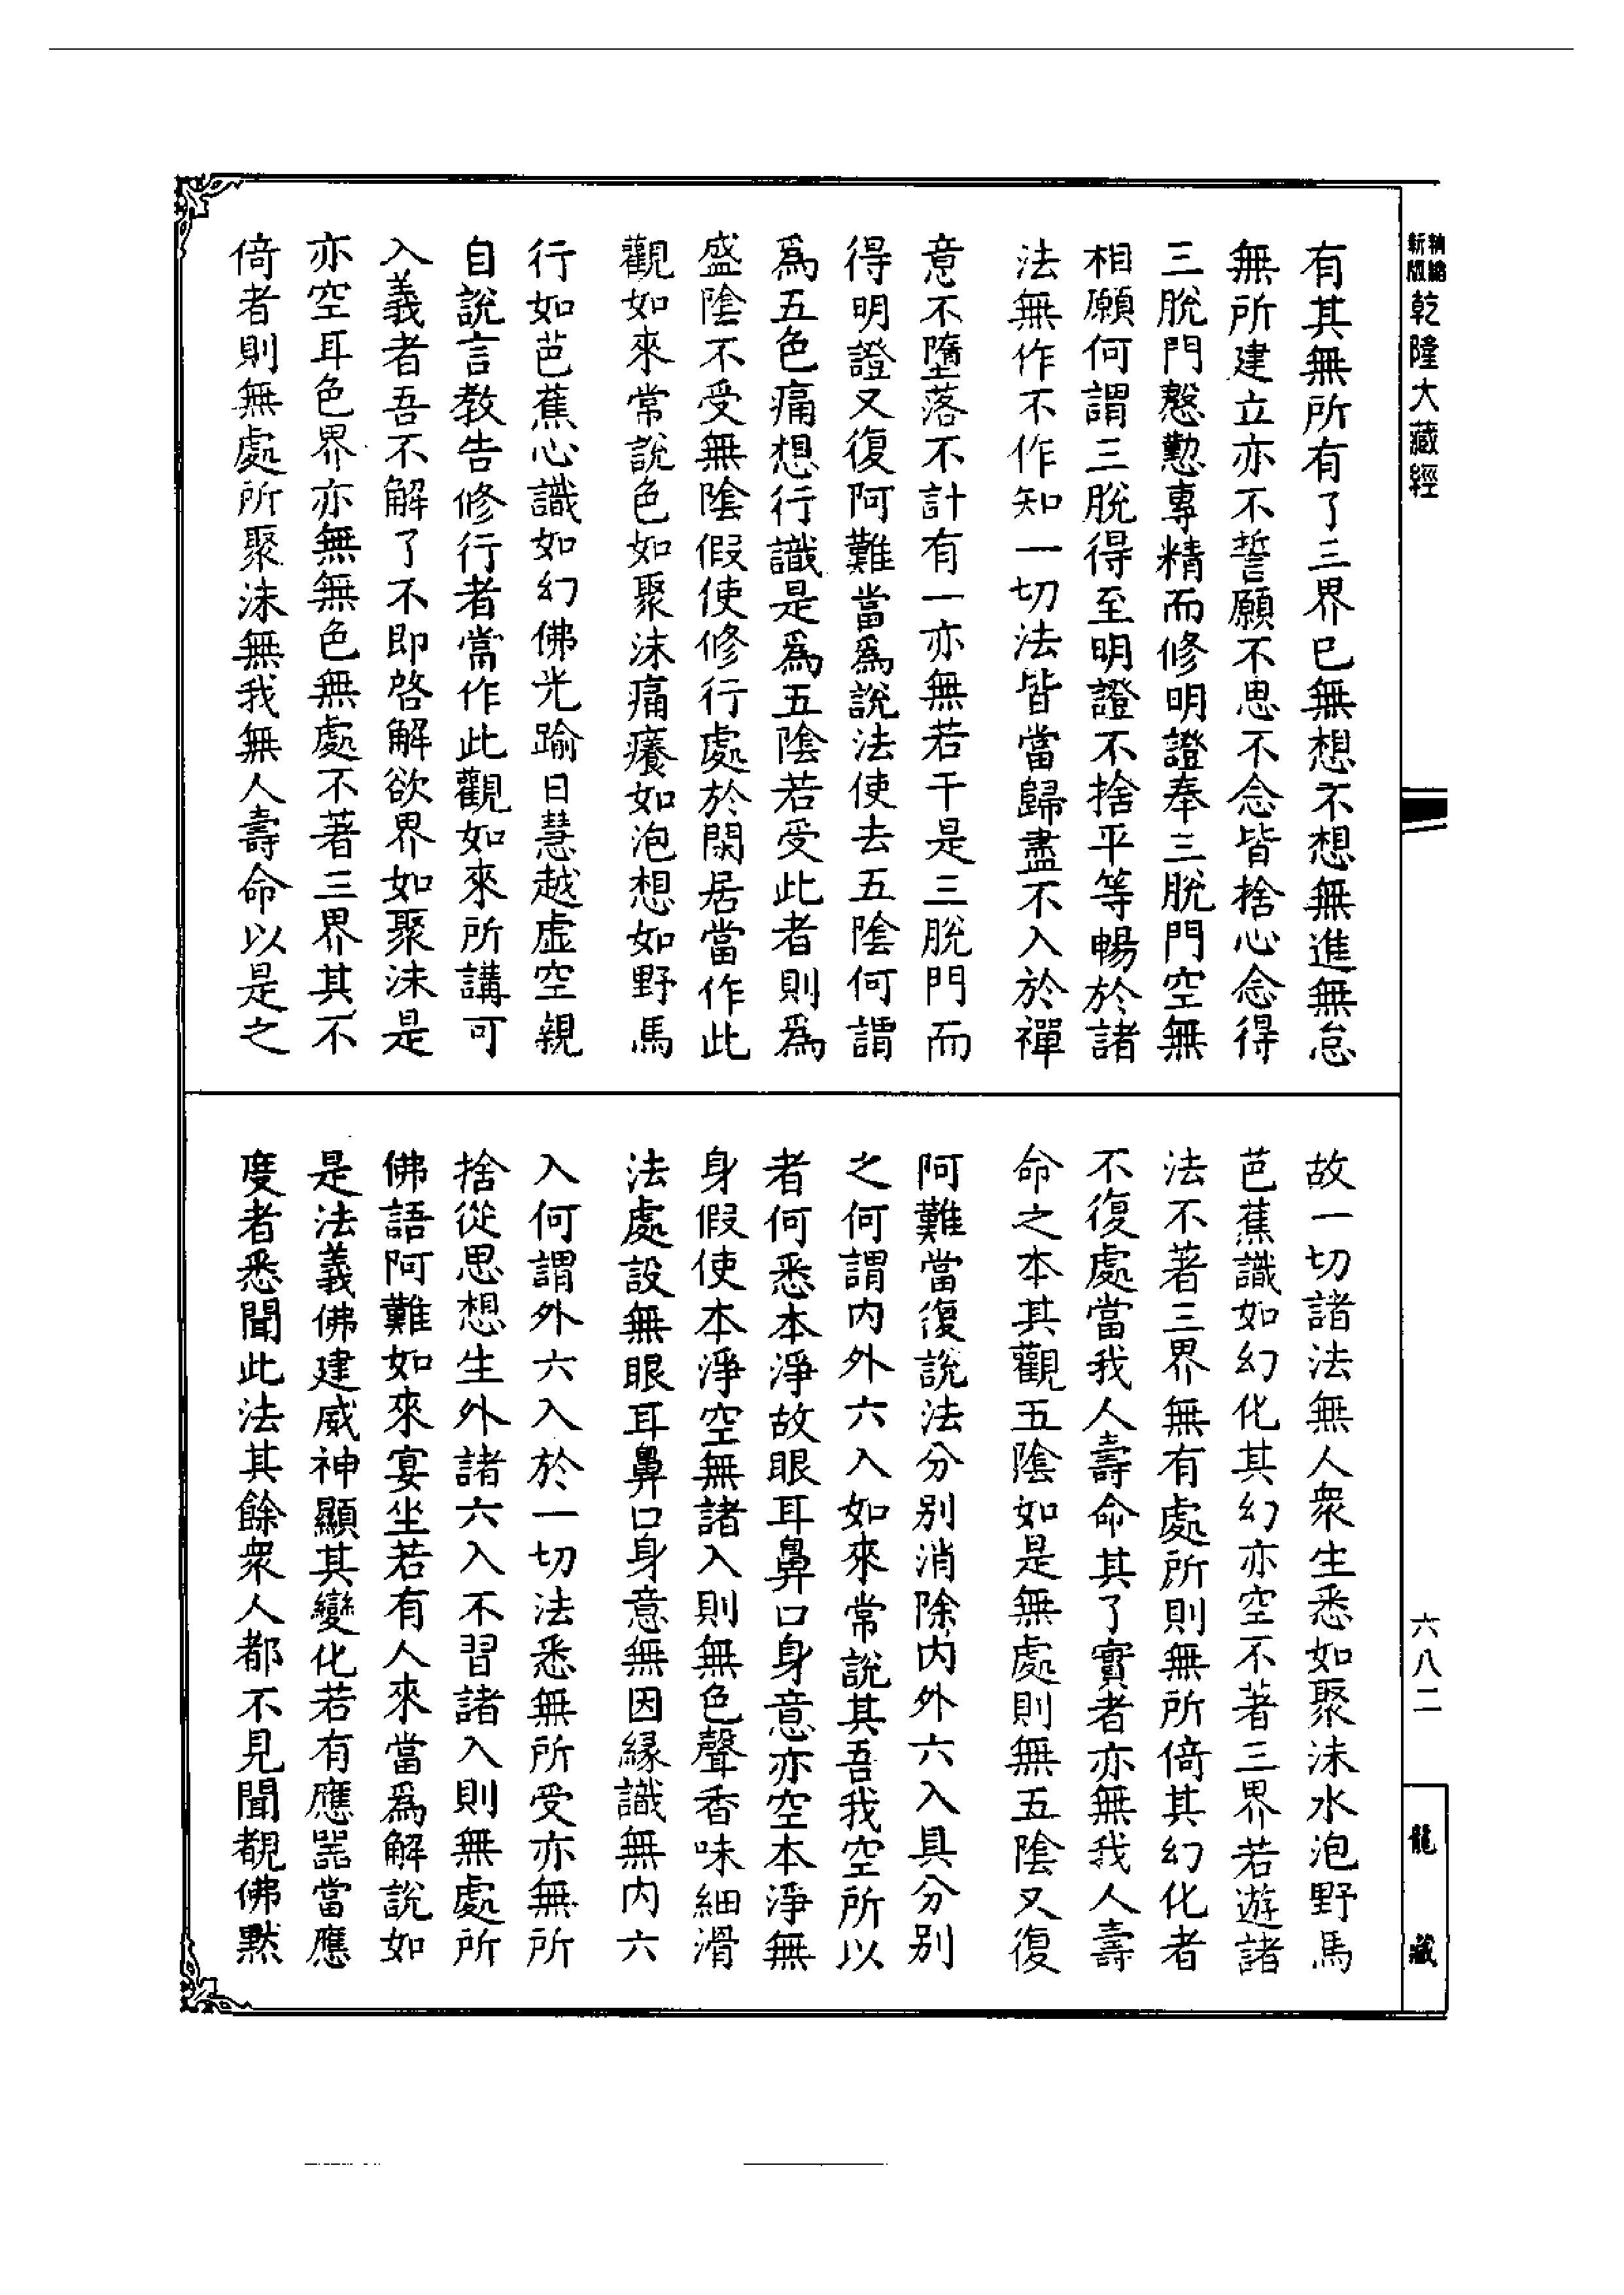 新版精縮乾隆大藏經
有其無所有了三界已無想不想無進無怠
無所建立亦不誓願不思不念皆捨心念得
三脫門慇懃專精而修明證奉三脫門空無
相願何謂三脫得至明證不捨平等暢於諸
法無作不作知一切法皆當歸盡不入於禪
意不墮落不計有一亦無若干是三脫門而
得明證又復阿難當爲說法使去五陰何謂
爲五色痛想行識是爲五陰若受此者則爲
盛陰不受無陰假使修行處於閑居當作此
觀如來常說色如聚沫痛癢如泡想如野馬
行如芭蕉心識如幻佛光踰日慧越虛空親
自說言教告修行者當作此觀如來所講可
入義者吾不解了不即啓解欲界如聚沫是
亦空耳色界亦無無色無處不著三界其不
倚者則無處所聚沫無我無人壽命以是之
故一切諸法無人衆生悉如聚沫水泡野馬
芭蕉識如幻化其幻亦空不著三界若遊諸
法不著三界無有處所則無所倚其幻化者
不復處當我人壽命其了實者亦無我人壽
命之本其觀五陰如是無處則無五陰又復
阿難當復說法分別消除內外六入具分別
之何謂內外六入如來常說其吾我空所以
者何悉本淨故眼耳鼻口身意亦空本淨無
身假使本淨空無諸入則無色聲香味細滑
法處設無眼耳鼻口身意無因緣識無內六
入何謂外六入於一切法悉無所受亦無所
捨從思想生外諸六入不習諸入則無處所
佛語阿難如來宴坐若有人來當爲解說如
是法義佛建威神顯其變化若有應器當應
度者悉聞此法其餘衆人都不見聞覩佛默
六八二
龍藏